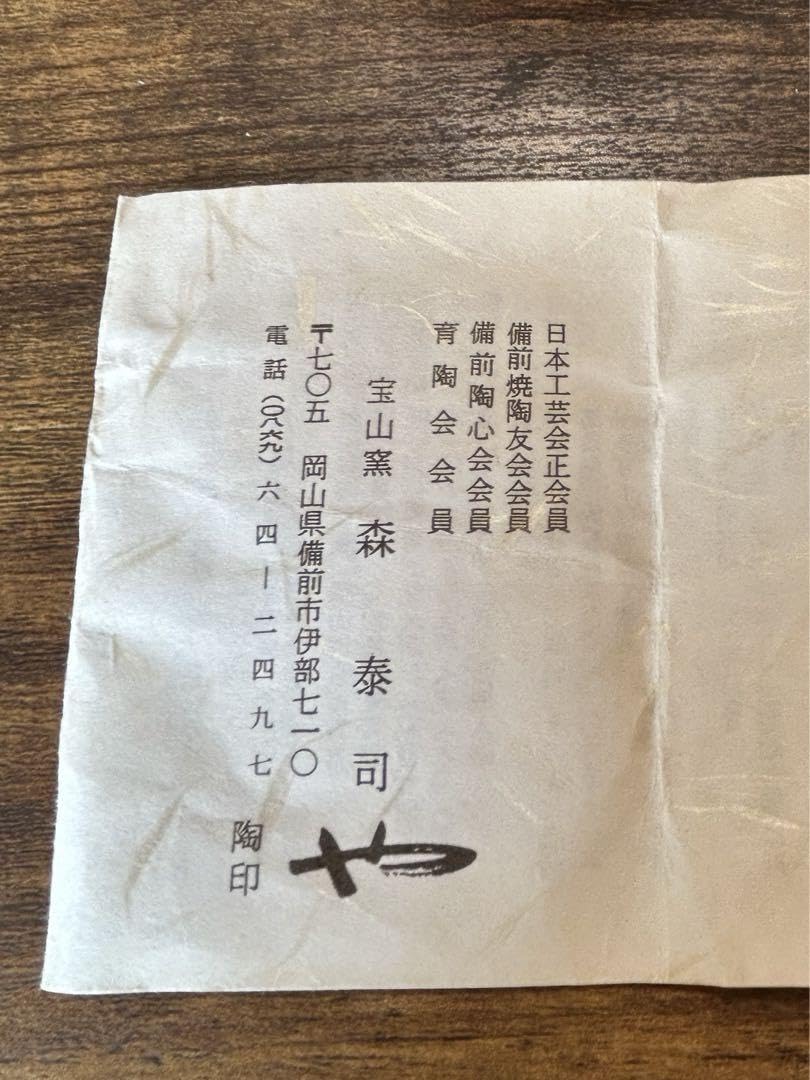 日本工芸会正会員
備前焼陶友会会員
備前陶心会会員
育陶会会員
宝山窯 森 泰司
〒七〇五 岡山県備前市伊部七一〇
電話(〇八六九)六四ー二四九七
陶印